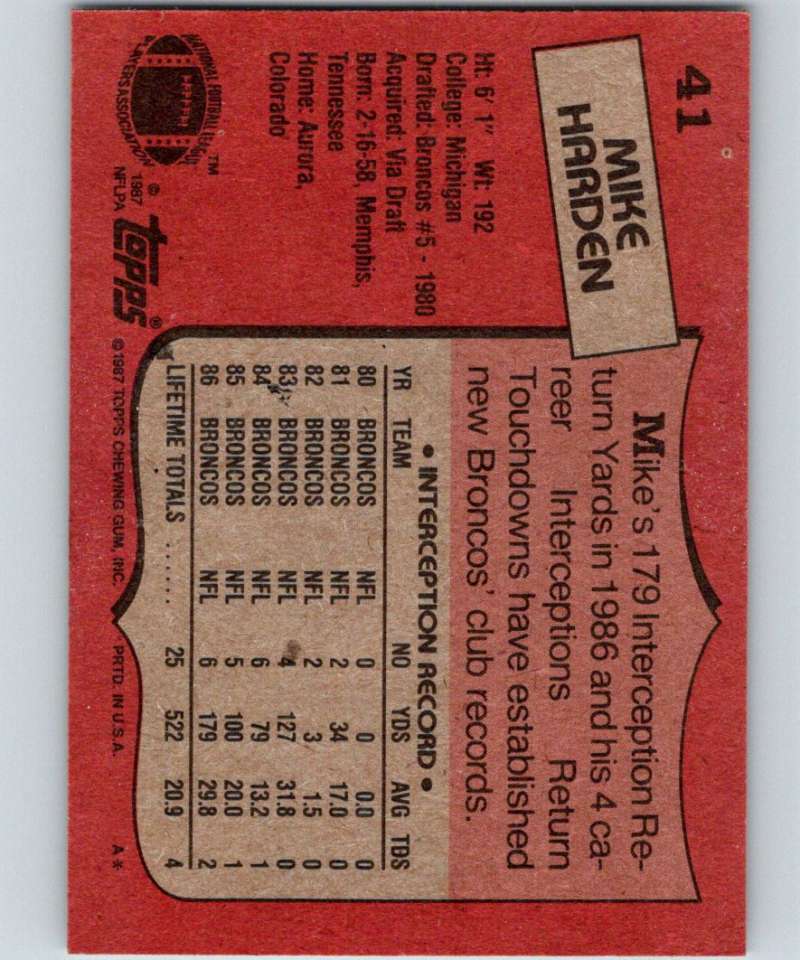 41
MIKE
HARDEN
Ht: 6' 1" Wt: 192
College: Michigan
Drafted: Broncos #5 - 1980
Acquired: Via Draft
Born: 2-16-58, Memphis,
Tennessee
Home: Aurora,
Colorado
NATIONAL FOOTBALL LEAGUE
PLAYERS ASSOCIATION
™
© 1987
NFLPA
topps®
Mike's 179 Interception Re-
turn Yards in 1986 and his 4 ca-
reer Interceptions Return
Touchdowns have established
new Broncos' club records.
• INTERCEPTION RECORD •
YR TEAM NO YDS AVG TDS
80 BRONCOS NFL 0 0 0.0 0
81 BRONCOS NFL 2 34 17.0 0
82 BRONCOS NFL 2 3 1.5 0
83 BRONCOS NFL 4 127 31.8 0
84 BRONCOS NFL 6 79 13.2 1
85 BRONCOS NFL 5 100 20.0 1
86 BRONCOS NFL 6 179 29.8 2
LIFETIME TOTALS ...... 25 522 20.9 4
©1987 TOPPS CHEWING GUM, INC. PRTD. IN U.S.A. A*